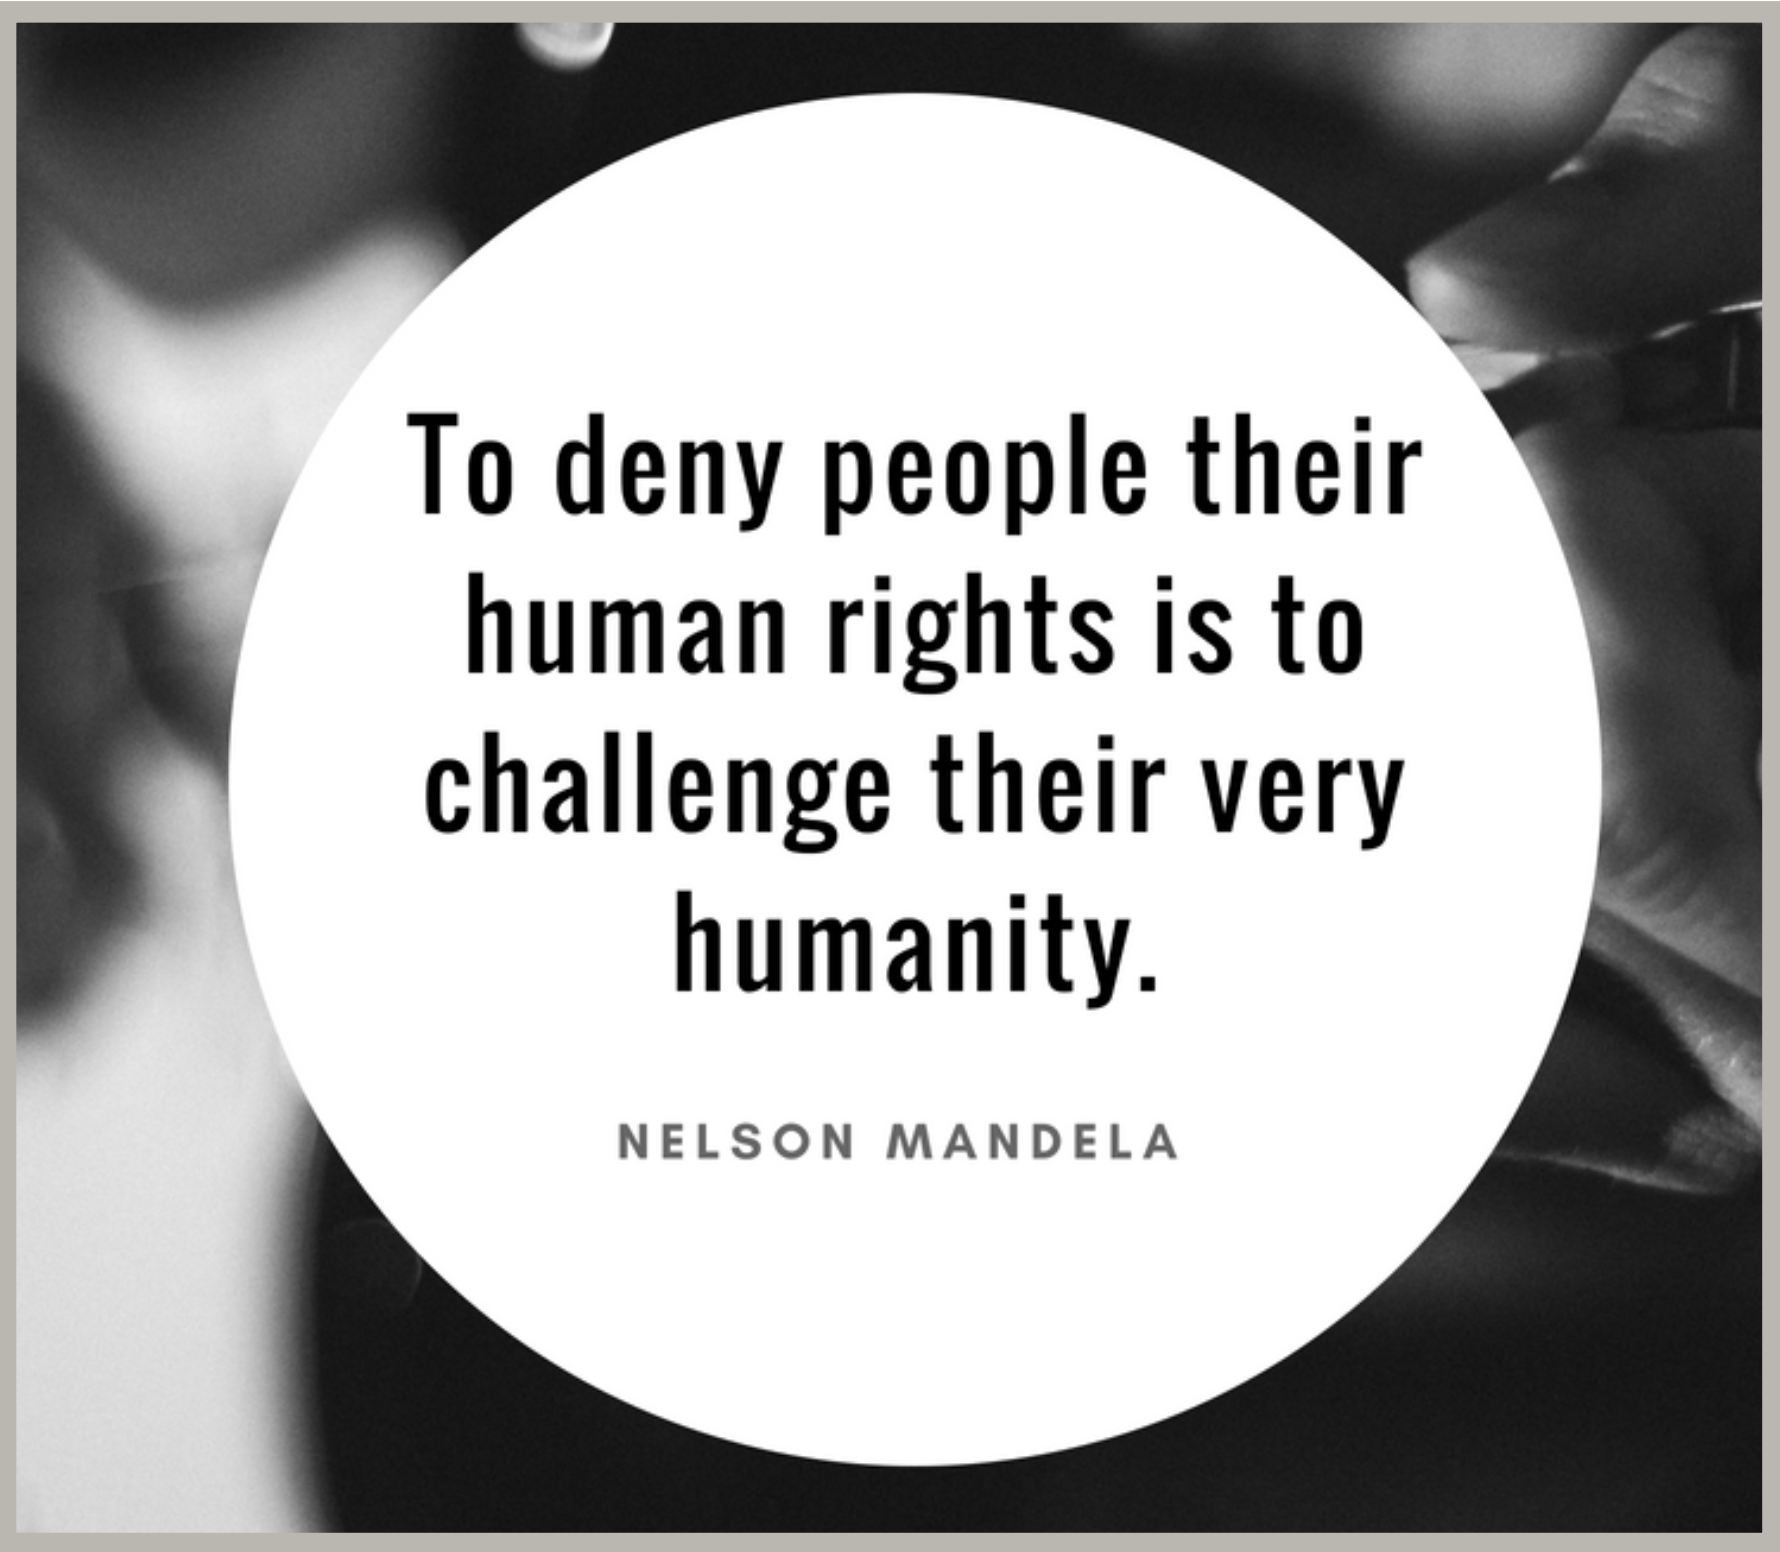 To deny people their
human rights is to
challenge their very
humanity.
NELSON MANDELA